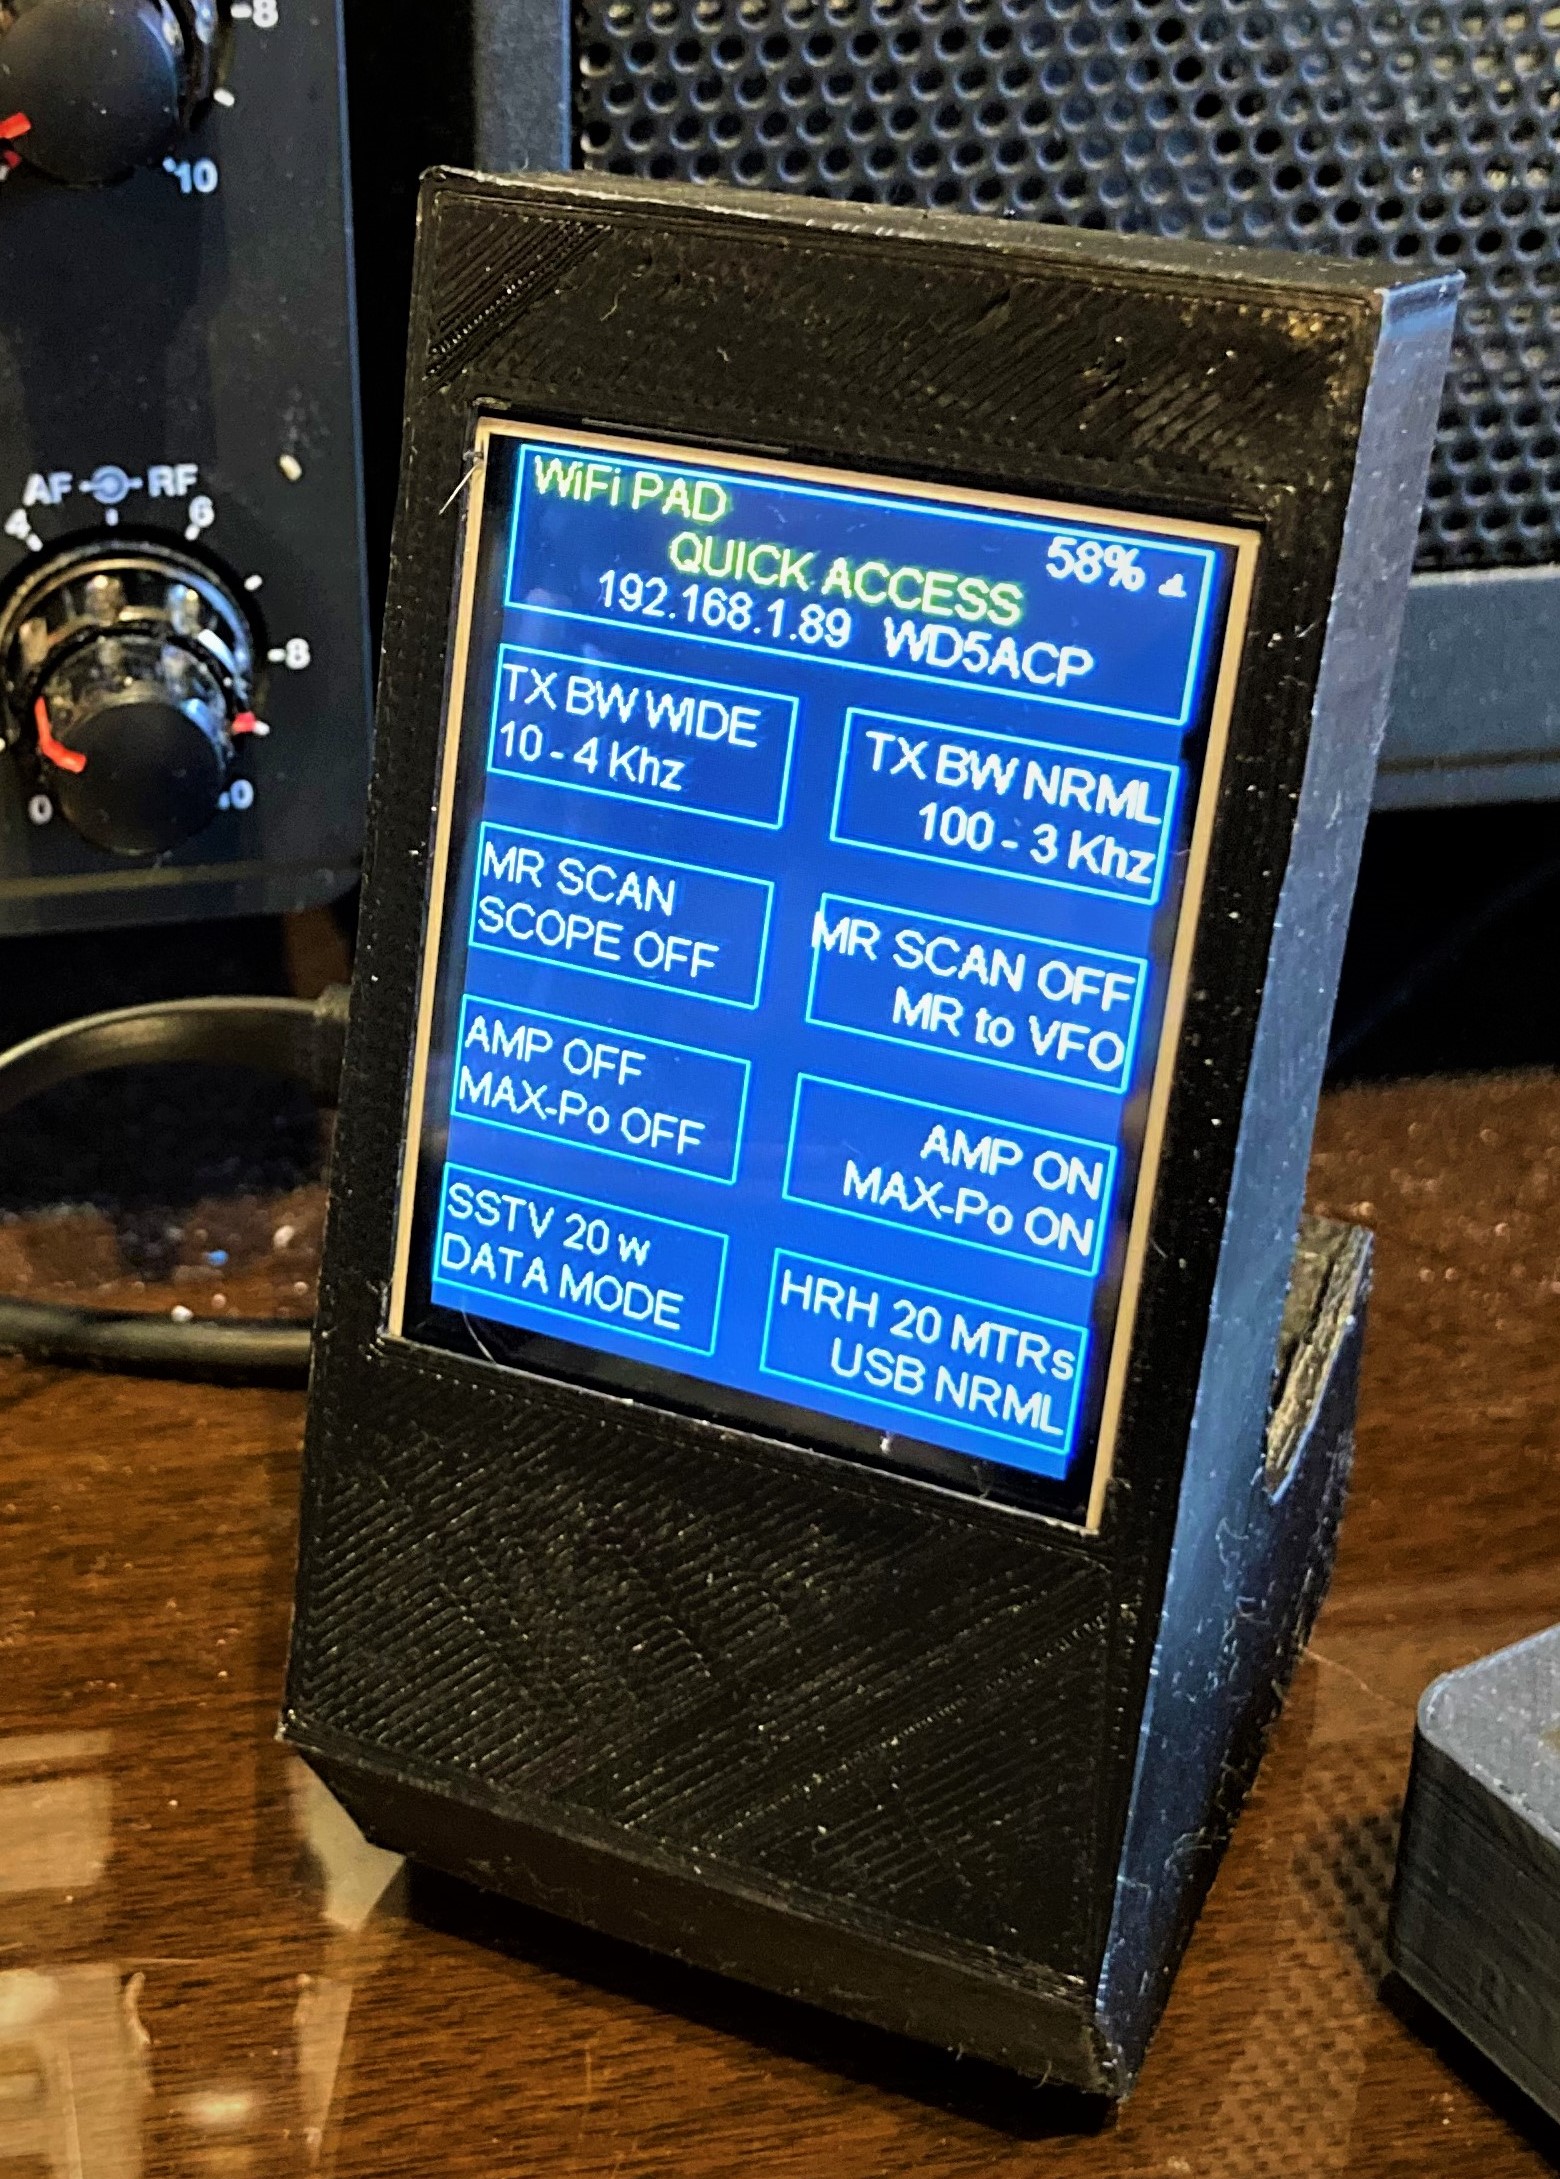 -8
10
AF RF
4
6
-8
0
10
WiFi PAD
58%
QUICK ACCESS
192.168.1.89 WD5ACP
TX BW WIDE
10 - 4 Khz
TX BW NRML
100 - 3 Khz
MR SCAN
SCOPE OFF
MR SCAN OFF
MR to VFO
AMP OFF
MAX-Po OFF
AMP ON
MAX-Po ON
SSTV 20 w
DATA MODE
HRH 20 MTRs
USB NRML